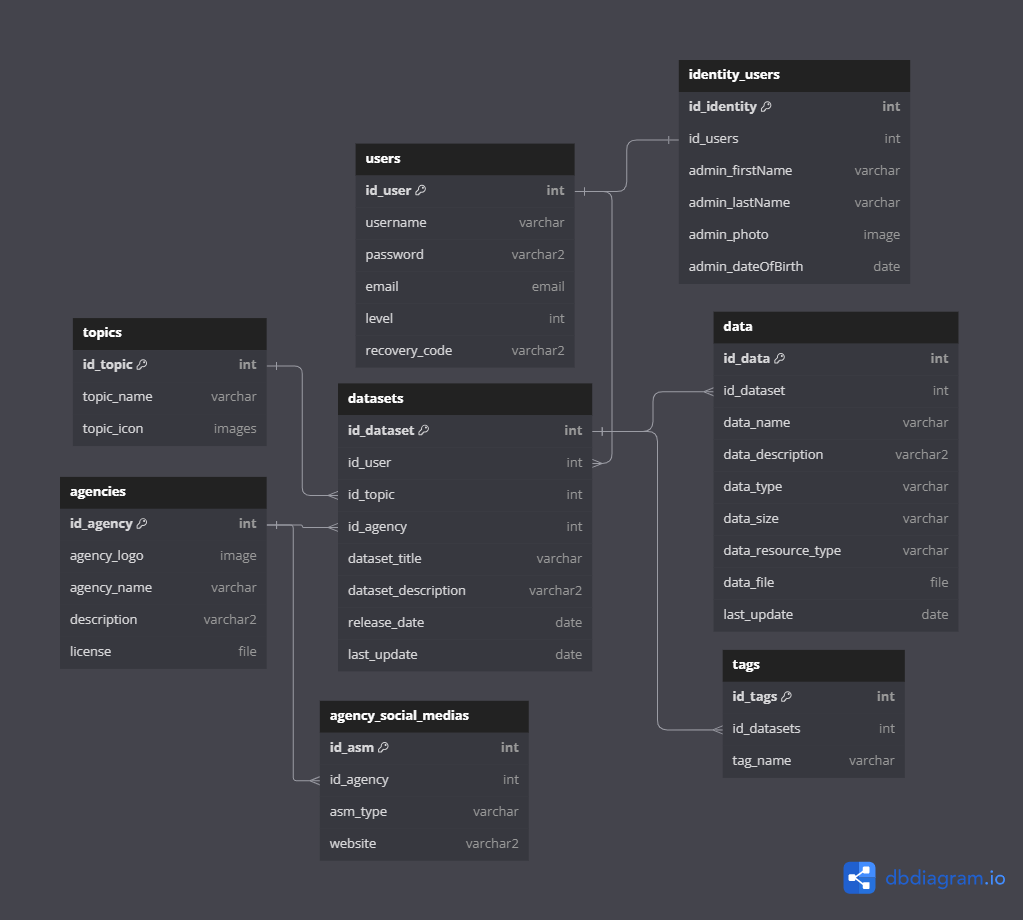 identity_users
id_identity int
id_users int
admin_firstName varchar
admin_lastName varchar
admin_photo image
admin_dateOfBirth date
users
id_user int
username varchar
password varchar2
email email
level int
recovery_code varchar2
topics
id_topic int
topic_name varchar
topic_icon images
data
id_data int
id_dataset int
data_name varchar
data_description varchar2
data_type varchar
data_size varchar
data_resource_type varchar
data_file file
last_update date
datasets
id_dataset int
id_user int
id_topic int
id_agency int
dataset_title varchar
dataset_description varchar2
release_date date
last_update date
agencies
id_agency int
agency_logo image
agency_name varchar
description varchar2
license file
tags
id_tags int
id_datasets int
tag_name varchar
agency_social_medias
id_asm int
id_agency int
asm_type varchar
website varchar2
dbdiagram.io